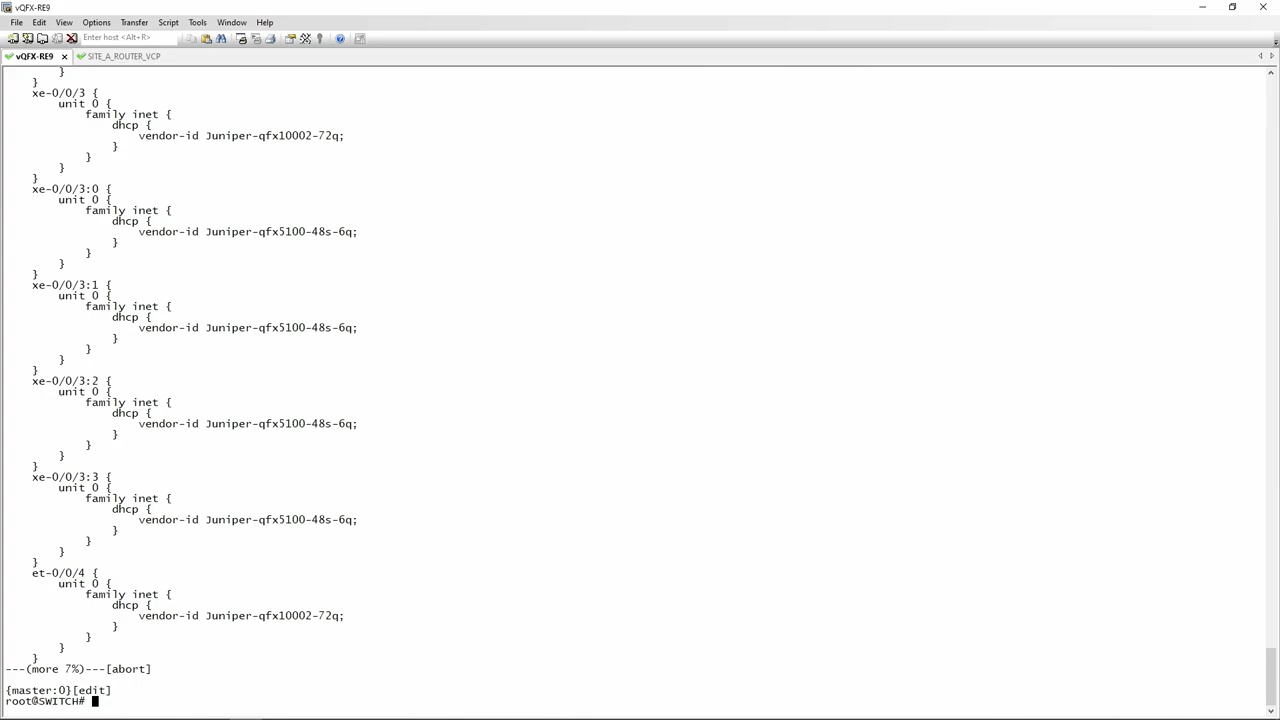 vQFX-RE9
File Edit View Options Transfer Script Tools Window Help
Enter host <Alt+R>
vQFX-RE9 SITE_A_ROUTER_VCP
}
}
xe-0/0/3 {
unit 0 {
family inet {
dhcp {
vendor-id Juniper-qfx10002-72q;
}
}
}
}
xe-0/0/3:0 {
unit 0 {
family inet {
dhcp {
vendor-id Juniper-qfx5100-48s-6q;
}
}
}
}
xe-0/0/3:1 {
unit 0 {
family inet {
dhcp {
vendor-id Juniper-qfx5100-48s-6q;
}
}
}
}
xe-0/0/3:2 {
unit 0 {
family inet {
dhcp {
vendor-id Juniper-qfx5100-48s-6q;
}
}
}
}
xe-0/0/3:3 {
unit 0 {
family inet {
dhcp {
vendor-id Juniper-qfx5100-48s-6q;
}
}
}
}
et-0/0/4 {
unit 0 {
family inet {
dhcp {
vendor-id Juniper-qfx10002-72q;
}
}
}
}
---(more 7%)---[abort]
{master:0}[edit]
root@SWITCH#